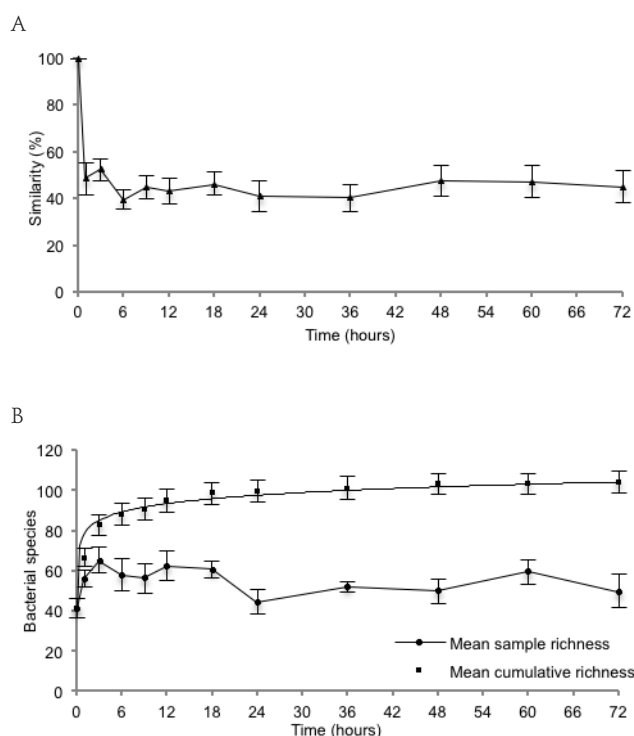 A
100
80
60
40
20
0
Similarity (%)
0 6 12 18 24 30 36 42 48 54 60 66 72
Time (hours)
B
120
100
80
60
40
20
0
Bacterial species
Mean sample richness
Mean cumulative richness
0 6 12 18 24 30 36 42 48 54 60 66 72
Time (hours)